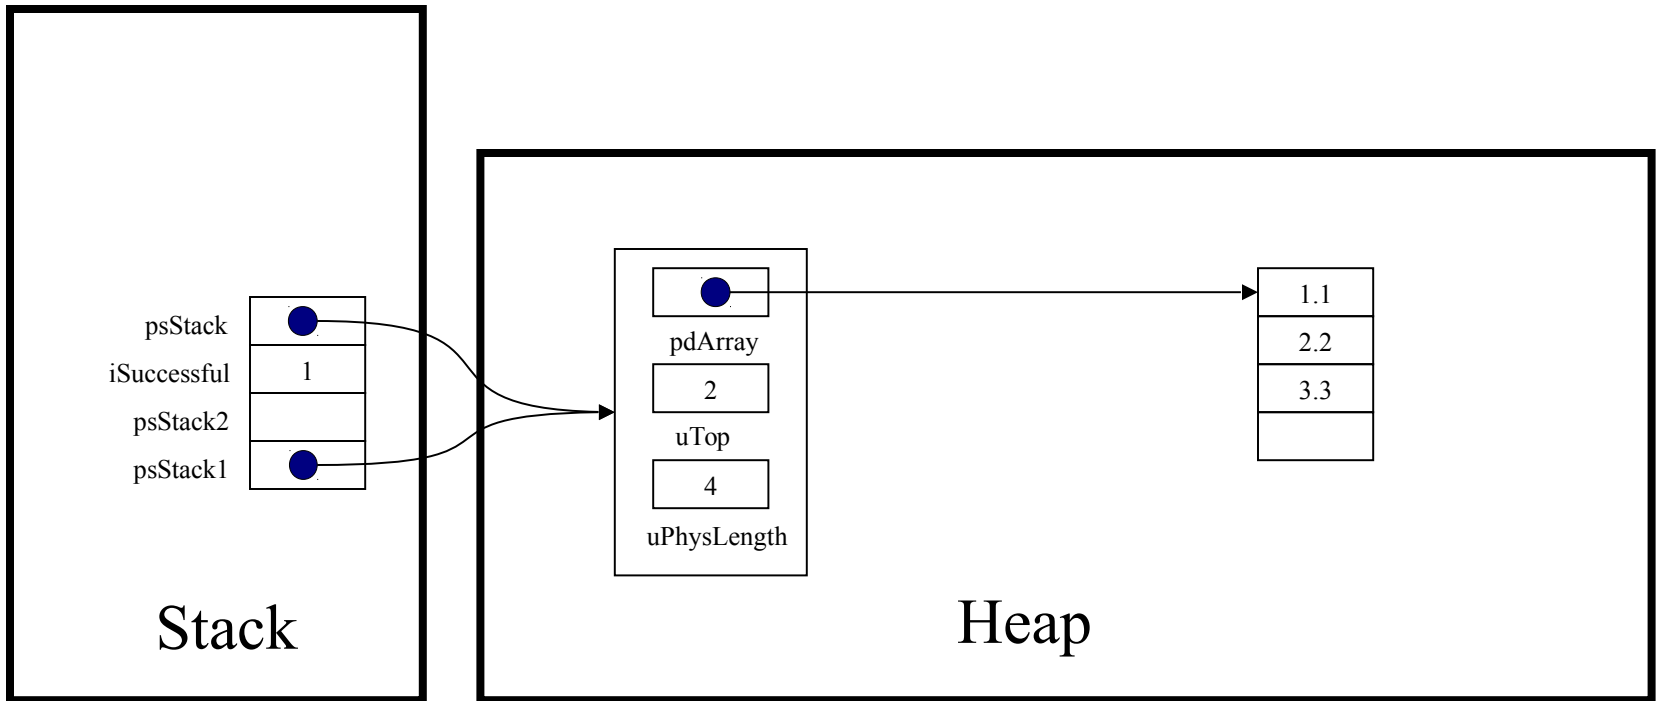 psStack
iSuccessful 1
psStack2
psStack1
Stack
pdArray
2
uTop
4
uPhysLength
1.1
2.2
3.3
Heap